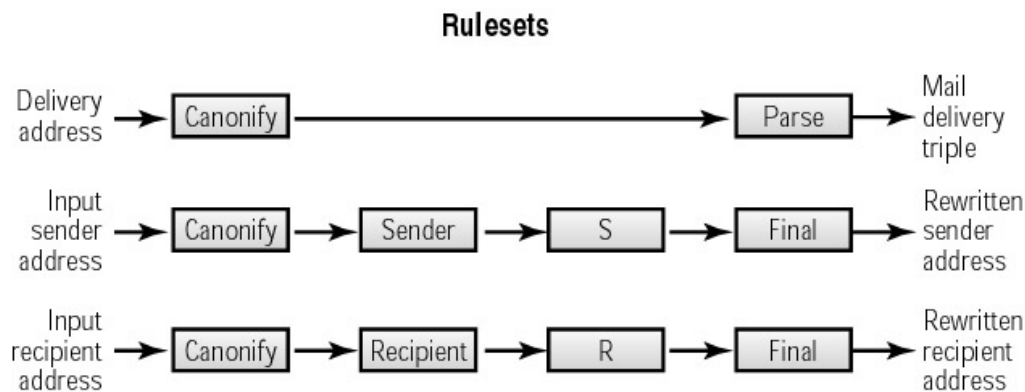 Rulesets
Delivery
address
Canonify
Parse
Mail
delivery
triple
Input
sender
address
Canonify
Sender
S
Final
Rewritten
sender
address
Input
recipient
address
Canonify
Recipient
R
Final
Rewritten
recipient
address